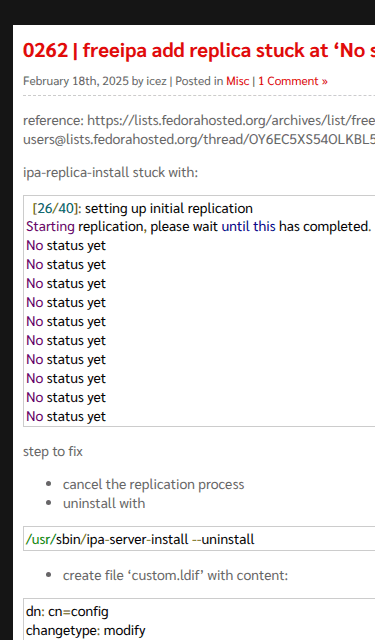 0262 | freeipa add replica stuck at ‘No s
February 18th, 2025 by icez | Posted in Misc | 1 Comment »
reference: https://lists.fedorahosted.org/archives/list/free
users@lists.fedorahosted.org/thread/OY6EC5XS54OLKBL5
ipa-replica-install stuck with:
[26/40]: setting up initial replication
Starting replication, please wait until this has completed.
No status yet
No status yet
No status yet
No status yet
No status yet
No status yet
No status yet
No status yet
No status yet
No status yet
step to fix
• cancel the replication process
• uninstall with
/usr/sbin/ipa-server-install --uninstall
• create file ‘custom.ldif’ with content:
dn: cn=config
changetype: modify